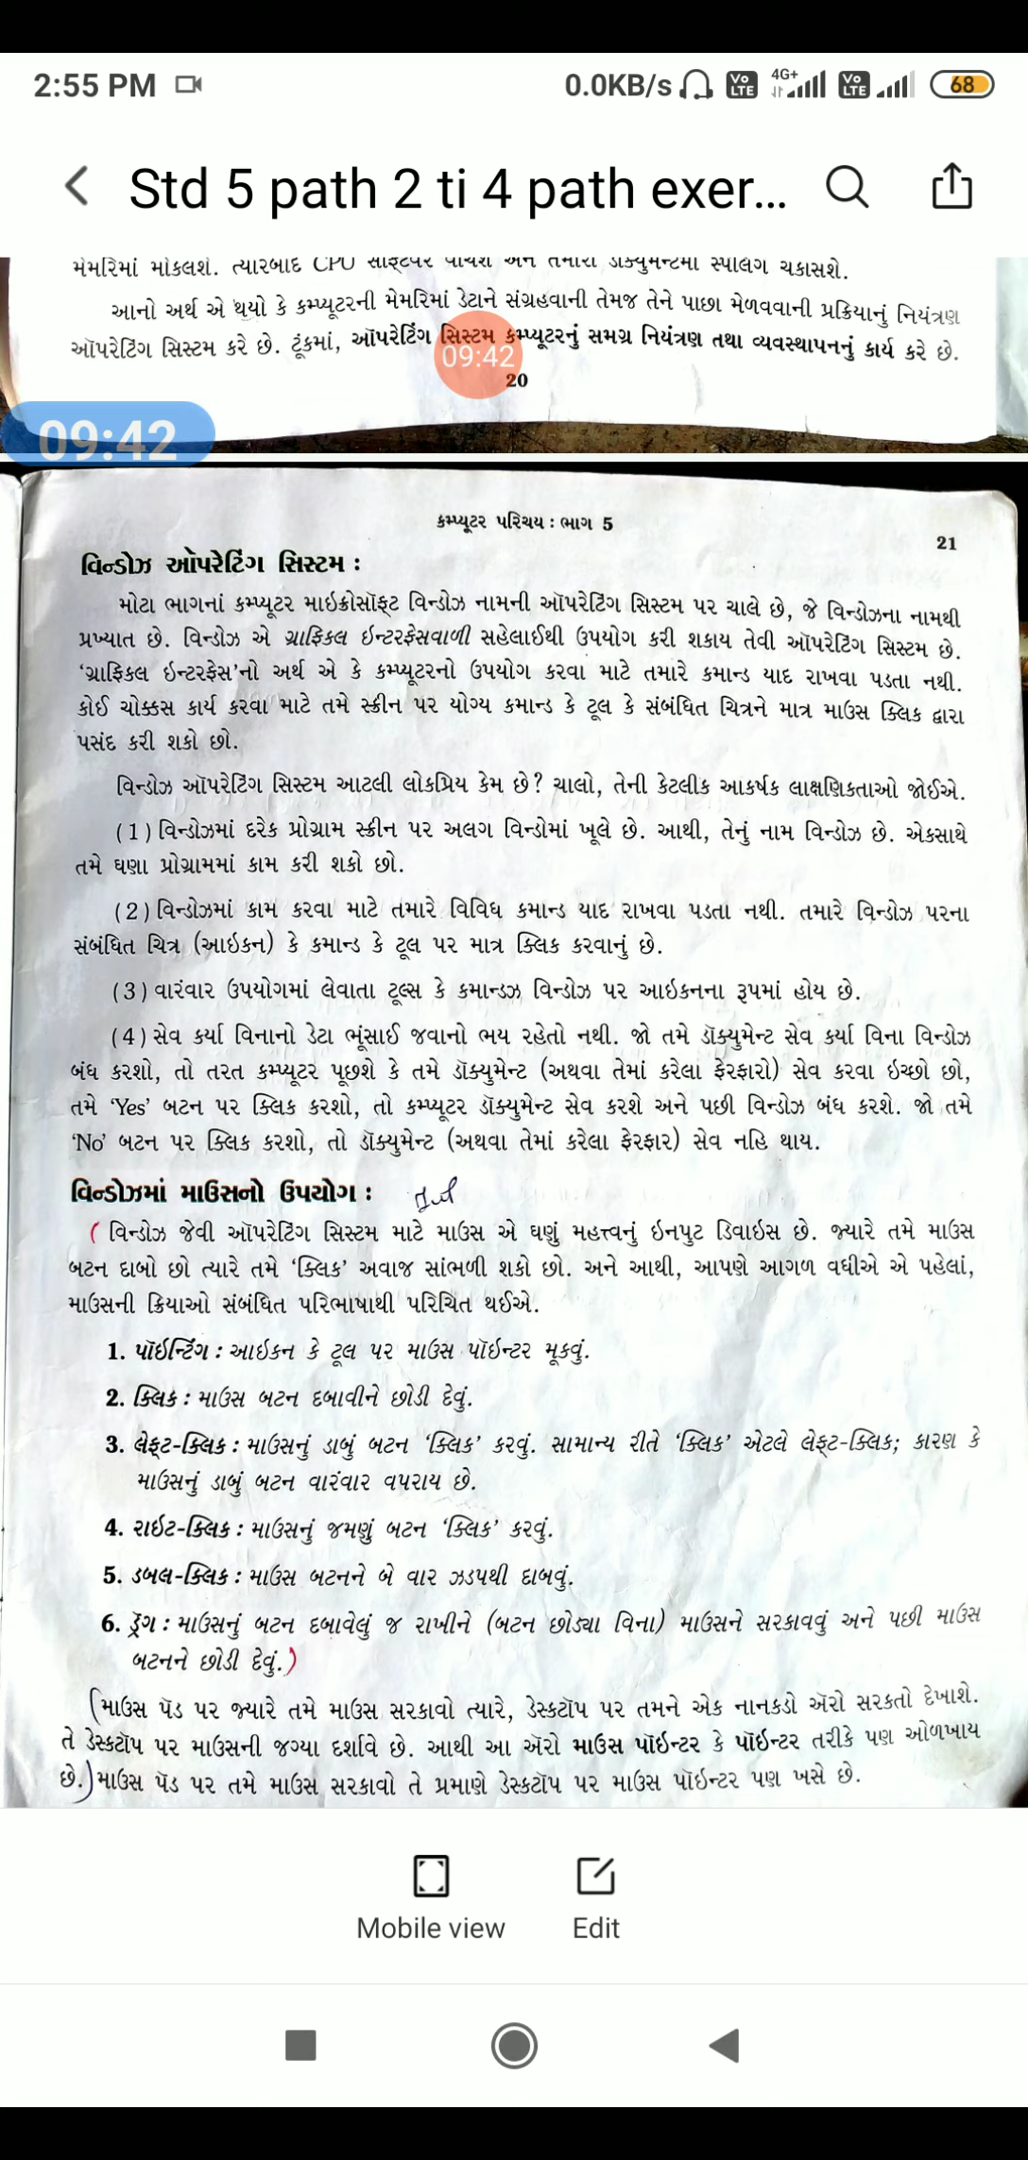 2:55 PM 0.0KB/s Vo LTE 4G+ Vo LTE 68
Std 5 path 2 ti 4 path exer...
મેમરિમાં મોકલશે. ત્યારબાદ CPU સૉફ્ટવેર વાંચશે અને તમારા ડૉક્યુમેન્ટમાં સ્પેલિંગ ચકાસશે.
આનો અર્થ એ થયો કે કમ્પ્યૂટરની મેમરિમાં ડેટાને સંગ્રહવાની તેમજ તેને પાછા મેળવવાની પ્રક્રિયાનું નિયંત્રણ
ઑપરેટિંગ સિસ્ટમ કરે છે. ટૂંકમાં, ઑપરેટિંગ સિસ્ટમ કમ્પ્યૂટરનું સમગ્ર નિયંત્રણ તથા વ્યવસ્થાપનનું કાર્ય કરે છે.
09:42
20
09:42
કમ્પ્યૂટર પરિચય : ભાગ 5
21
વિન્ડોઝ ઑપરેટિંગ સિસ્ટમ :
મોટા ભાગનાં કમ્પ્યૂટર માઇક્રોસૉફ્ટ વિન્ડોઝ નામની ઑપરેટિંગ સિસ્ટમ પર ચાલે છે, જે વિન્ડોઝના નામથી
પ્રખ્યાત છે. વિન્ડોઝ એ ગ્રાફિકલ ઇન્ટરફેસવાળી સહેલાઈથી ઉપયોગ કરી શકાય તેવી ઑપરેટિંગ સિસ્ટમ છે.
‘ગ્રાફિકલ ઇન્ટરફેસ’નો અર્થ એ કે કમ્પ્યૂટરનો ઉપયોગ કરવા માટે તમારે કમાન્ડ યાદ રાખવા પડતા નથી.
કોઈ ચોક્કસ કાર્ય કરવા માટે તમે સ્ક્રીન પર યોગ્ય કમાન્ડ કે ટૂલ કે સંબંધિત ચિત્રને માત્ર માઉસ ક્લિક દ્વારા
પસંદ કરી શકો છો.
વિન્ડોઝ ઑપરેટિંગ સિસ્ટમ આટલી લોકપ્રિય કેમ છે? ચાલો, તેની કેટલીક આકર્ષક લાક્ષણિકતાઓ જોઈએ.
(1) વિન્ડોઝમાં દરેક પ્રોગ્રામ સ્ક્રીન પર અલગ વિન્ડોમાં ખૂલે છે. આથી, તેનું નામ વિન્ડોઝ છે. એકસાથે
તમે ઘણા પ્રોગ્રામમાં કામ કરી શકો છો.
(2) વિન્ડોઝમાં કામ કરવા માટે તમારે વિવિધ કમાન્ડ યાદ રાખવા પડતા નથી. તમારે વિન્ડોઝ પરના
સંબંધિત ચિત્ર (આઇકન) કે કમાન્ડ કે ટૂલ પર માત્ર ક્લિક કરવાનું છે.
(3) વારંવાર ઉપયોગમાં લેવાતા ટૂલ્સ કે કમાન્ડઝ વિન્ડોઝ પર આઇકનના રૂપમાં હોય છે.
(4) સેવ કર્યા વિનાનો ડેટા ભૂંસાઈ જવાનો ભય રહેતો નથી. જો તમે ડૉક્યુમેન્ટ સેવ કર્યા વિના વિન્ડોઝ
બંધ કરશો, તો તરત કમ્પ્યૂટર પૂછશે કે તમે ડૉક્યુમેન્ટ (અથવા તેમાં કરેલા ફેરફારો) સેવ કરવા ઇચ્છો છો,
તમે ‘Yes’ બટન પર ક્લિક કરશો, તો કમ્પ્યૂટર ડૉક્યુમેન્ટ સેવ કરશે અને પછી વિન્ડોઝ બંધ કરશે. જો તમે
‘No’ બટન પર ક્લિક કરશો, તો ડૉક્યુમેન્ટ (અથવા તેમાં કરેલા ફેરફાર) સેવ નહિ થાય.
વિન્ડોઝમાં માઉસનો ઉપયોગ :
( વિન્ડોઝ જેવી ઑપરેટિંગ સિસ્ટમ માટે માઉસ એ ઘણું મહત્ત્વનું ઇનપુટ ડિવાઇસ છે. જ્યારે તમે માઉસ
બટન દાબો છો ત્યારે તમે ‘ક્લિક’ અવાજ સાંભળી શકો છો. અને આથી, આપણે આગળ વધીએ એ પહેલાં,
માઉસની ક્રિયાઓ સંબંધિત પરિભાષાથી પરિચિત થઈએ.
1. પૉઇન્ટિંગ : આઇકન કે ટૂલ પર માઉસ પૉઇન્ટર મૂકવું.
2. ક્લિક : માઉસ બટન દબાવીને છોડી દેવું.
3. લેફ્ટ-ક્લિક : માઉસનું ડાબું બટન ‘ક્લિક’ કરવું. સામાન્ય રીતે ‘ક્લિક’ એટલે લેફ્ટ-ક્લિક; કારણ કે
માઉસનું ડાબું બટન વારંવાર વપરાય છે.
4. રાઇટ-ક્લિક : માઉસનું જમણું બટન ‘ક્લિક’ કરવું.
5. ડબલ-ક્લિક : માઉસ બટનને બે વાર ઝડપથી દાબવું.
6. ડ્રૅગ : માઉસનું બટન દબાવેલું જ રાખીને (બટન છોડ્યા વિના) માઉસને સરકાવવું અને પછી માઉસ
બટનને છોડી દેવું.)
(માઉસ પૅડ પર જ્યારે તમે માઉસ સરકાવો ત્યારે, ડેસ્કટૉપ પર તમને એક નાનકડો ઍરો સરકતો દેખાશે.
તે ડેસ્કટૉપ પર માઉસની જગ્યા દર્શાવે છે. આથી આ ઍરો માઉસ પૉઇન્ટર કે પૉઇન્ટર તરીકે પણ ઓળખાય
છે.) માઉસ પૅડ પર તમે માઉસ સરકાવો તે પ્રમાણે ડેસ્કટૉપ પર માઉસ પૉઇન્ટર પણ ખસે છે.
Mobile view Edit